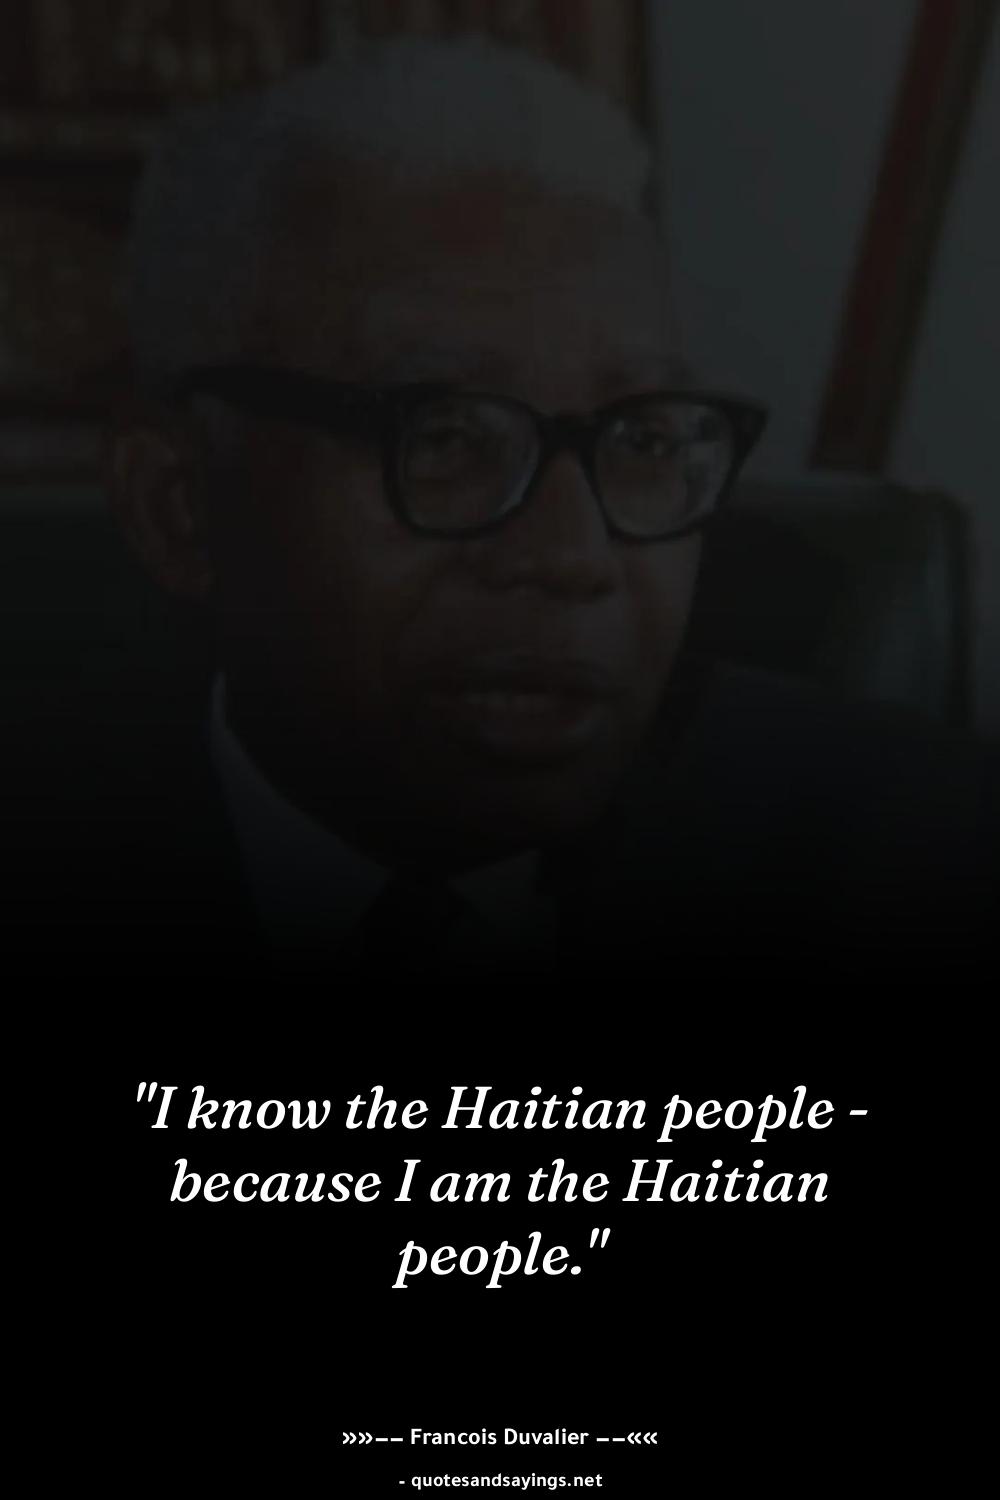 "I know the Haitian people -
because I am the Haitian
people."
»»–– Francois Duvalier ––««
- quotesandsayings.net